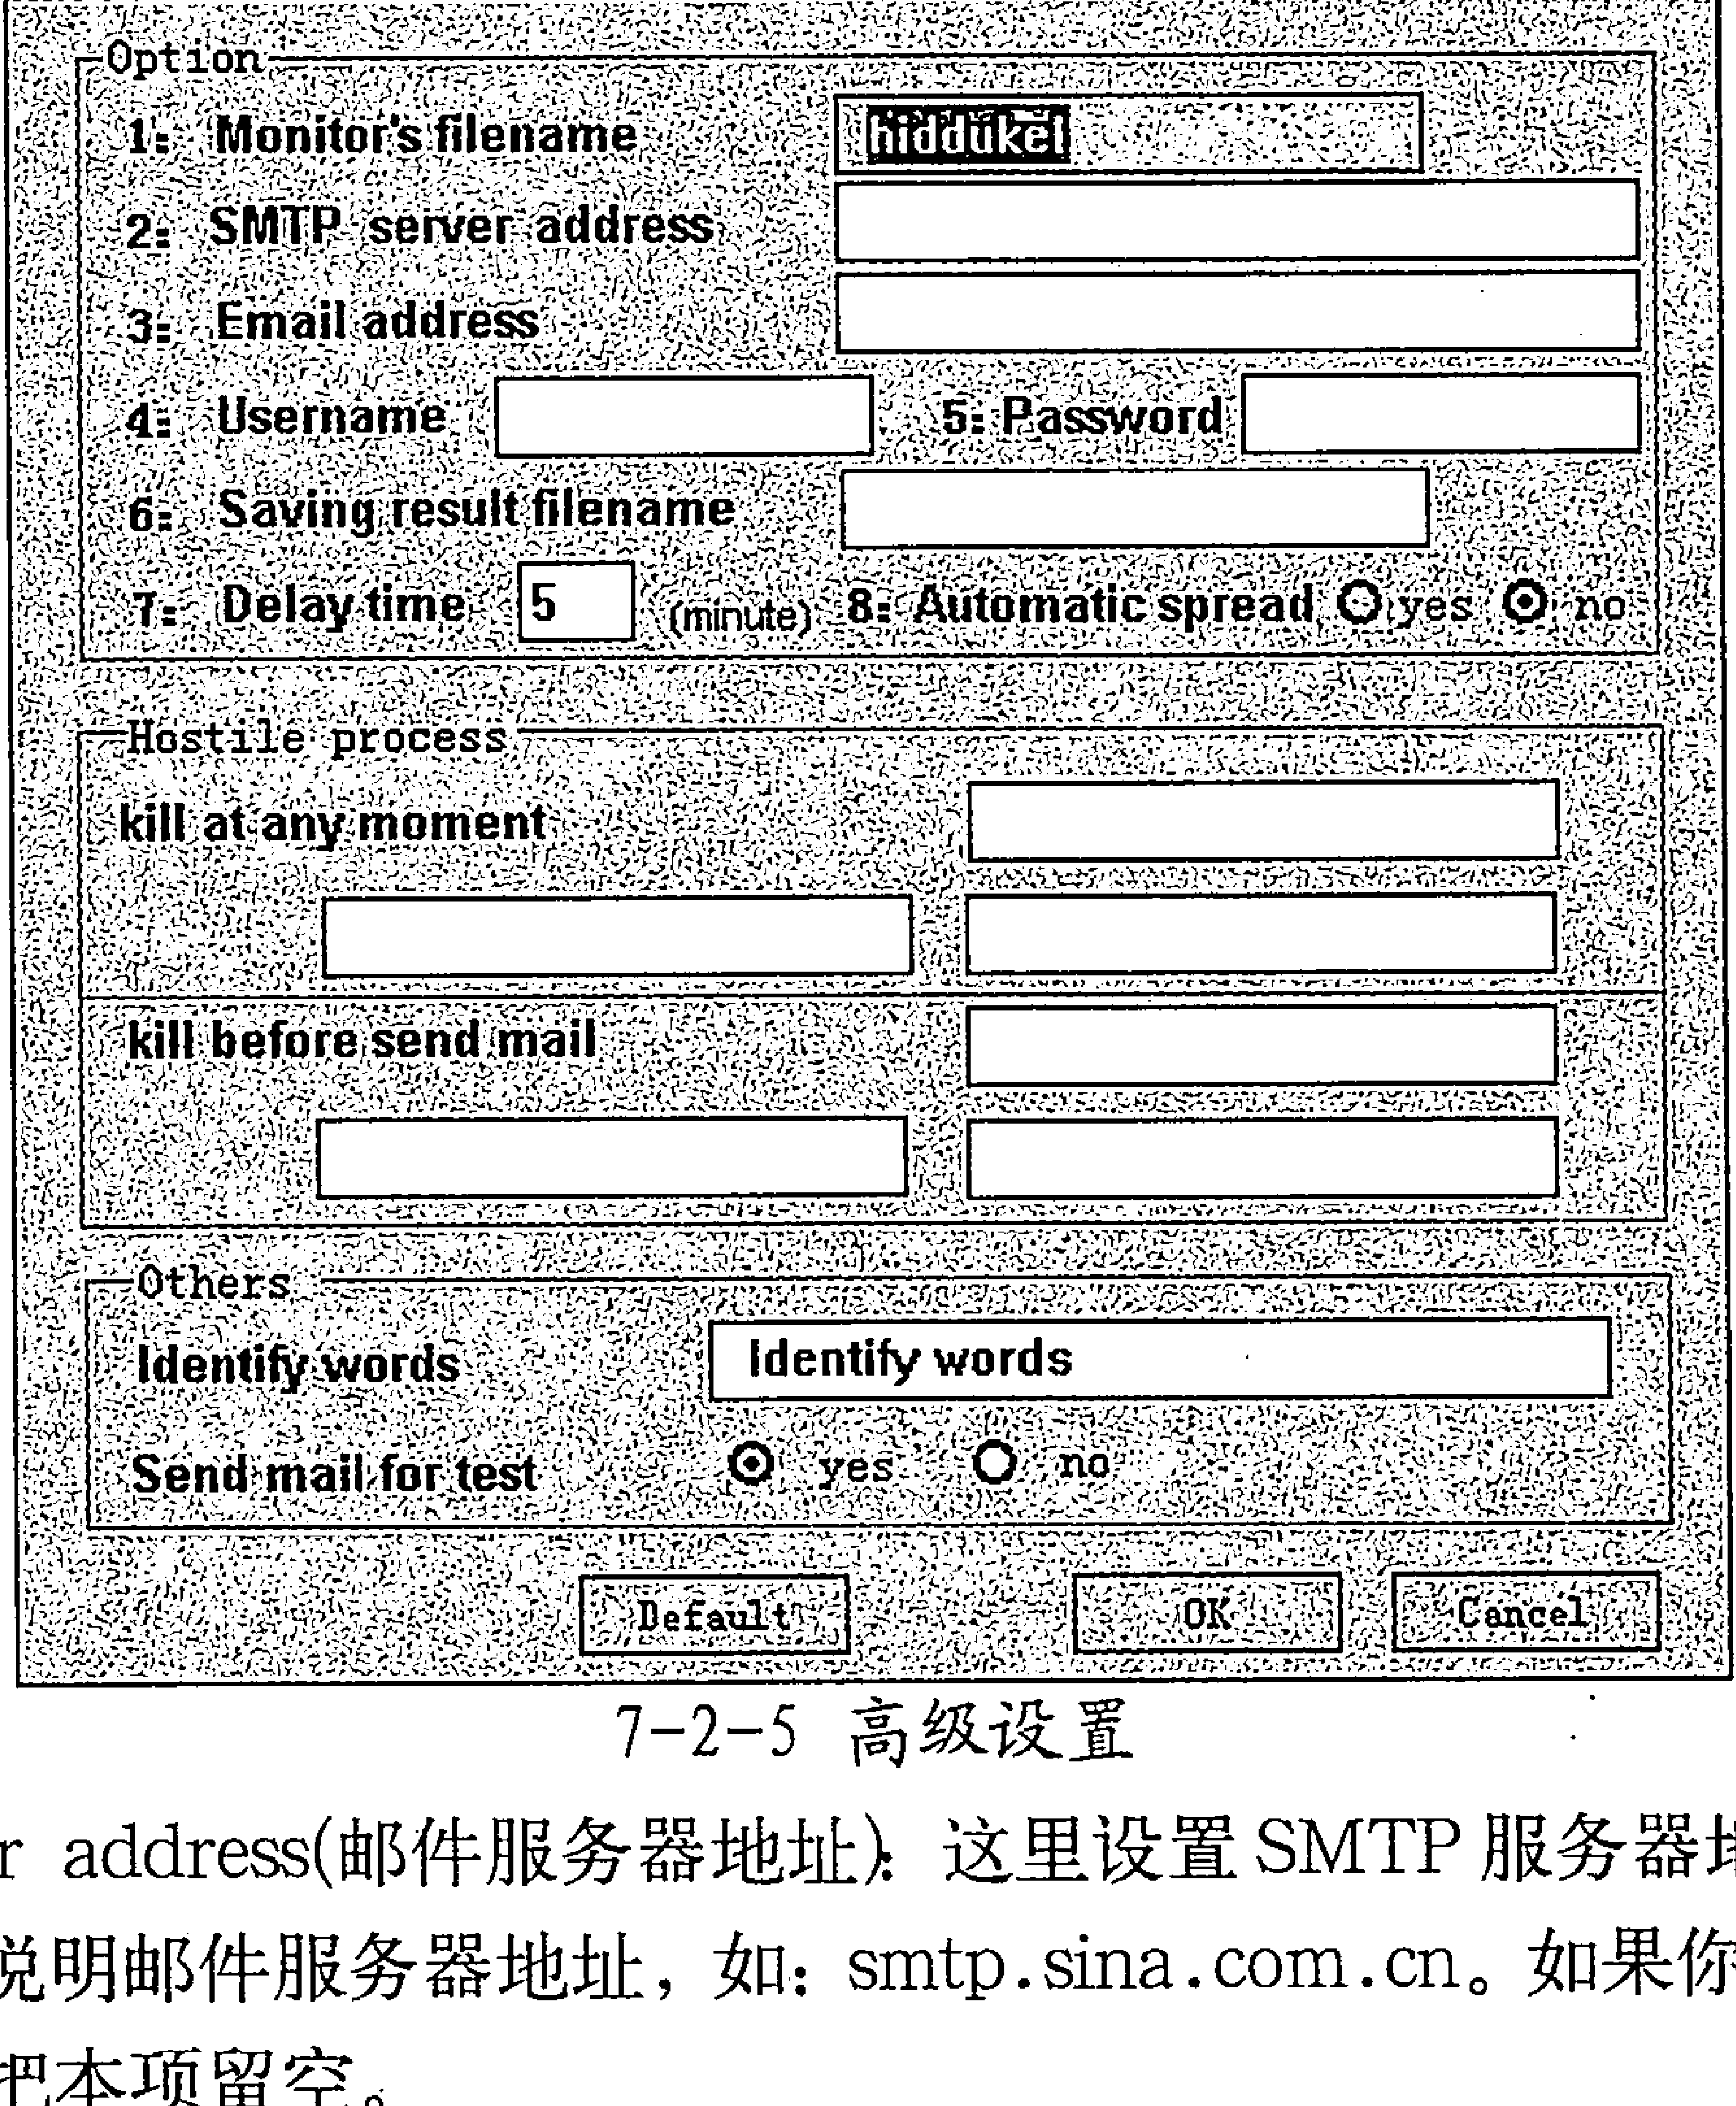 Option
1: Monitor's filename hiddukel
2: SMTP server address
3: Email address
4: Username 5: Password
6: Saving result filename
7: Delay time 5 (minute) 8: Automatic spread yes no
Hostile process
kill at any moment
kill before send mail
Others
Identify words Identify words
Send mail for test yes no
Default OK Cancel
7-2-5 高级设置
r address(邮件服务器地址): 这里设置SMTP服务器地
说明邮件服务器地址，如：smtp.sina.com.cn。如果你
把本项留空。